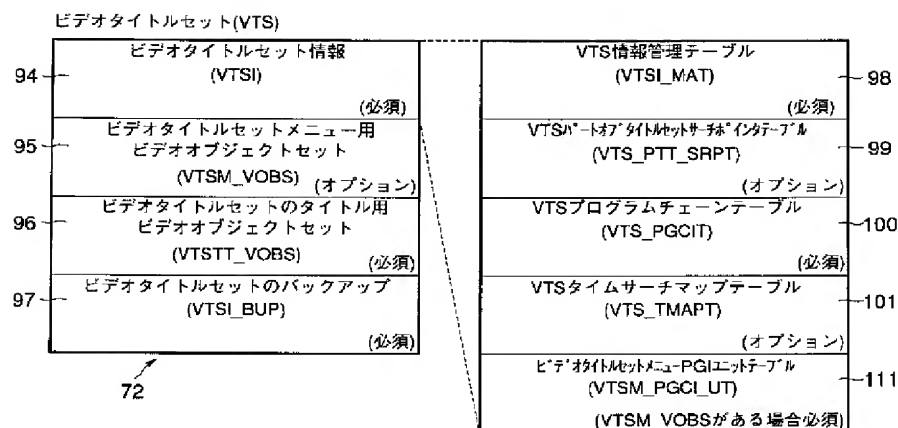 ビデオタイトルセット(VTS)
ビデオタイトルセット情報
(VTSI)
(必須)
94
ビデオタイトルセットメニュー用
ビデオオブジェクトセット
(VTSM_VOBS)
(オプション)
95
ビデオタイトルセットのタイトル用
ビデオオブジェクトセット
(VTSTT_VOBS)
(必須)
96
ビデオタイトルセットのバックアップ
(VTSI_BUP)
(必須)
97
72
VTS情報管理テーブル
(VTSI_MAT)
(必須)
98
VTSパートオブタイトルセットサーチポインタテーブル
(VTS_PTT_SRPT)
(オプション)
99
VTSプログラムチェーンテーブル
(VTS_PGCIT)
(必須)
100
VTSタイムサーチマップテーブル
(VTS_TMAPT)
(オプション)
101
ビデオタイトルセットメニューPGIユニットテーブル
(VTSM_PGCI_UT)
(VTSM_VOBSがある場合必須)
111